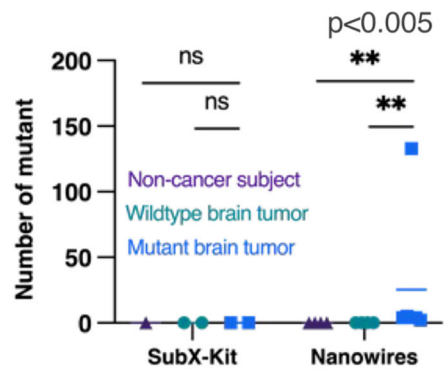 p<0.005
ns
**
ns
**
200
150
100
50
0
Number of mutant
Non-cancer subject
Wildtype brain tumor
Mutant brain tumor
SubX-Kit
Nanowires